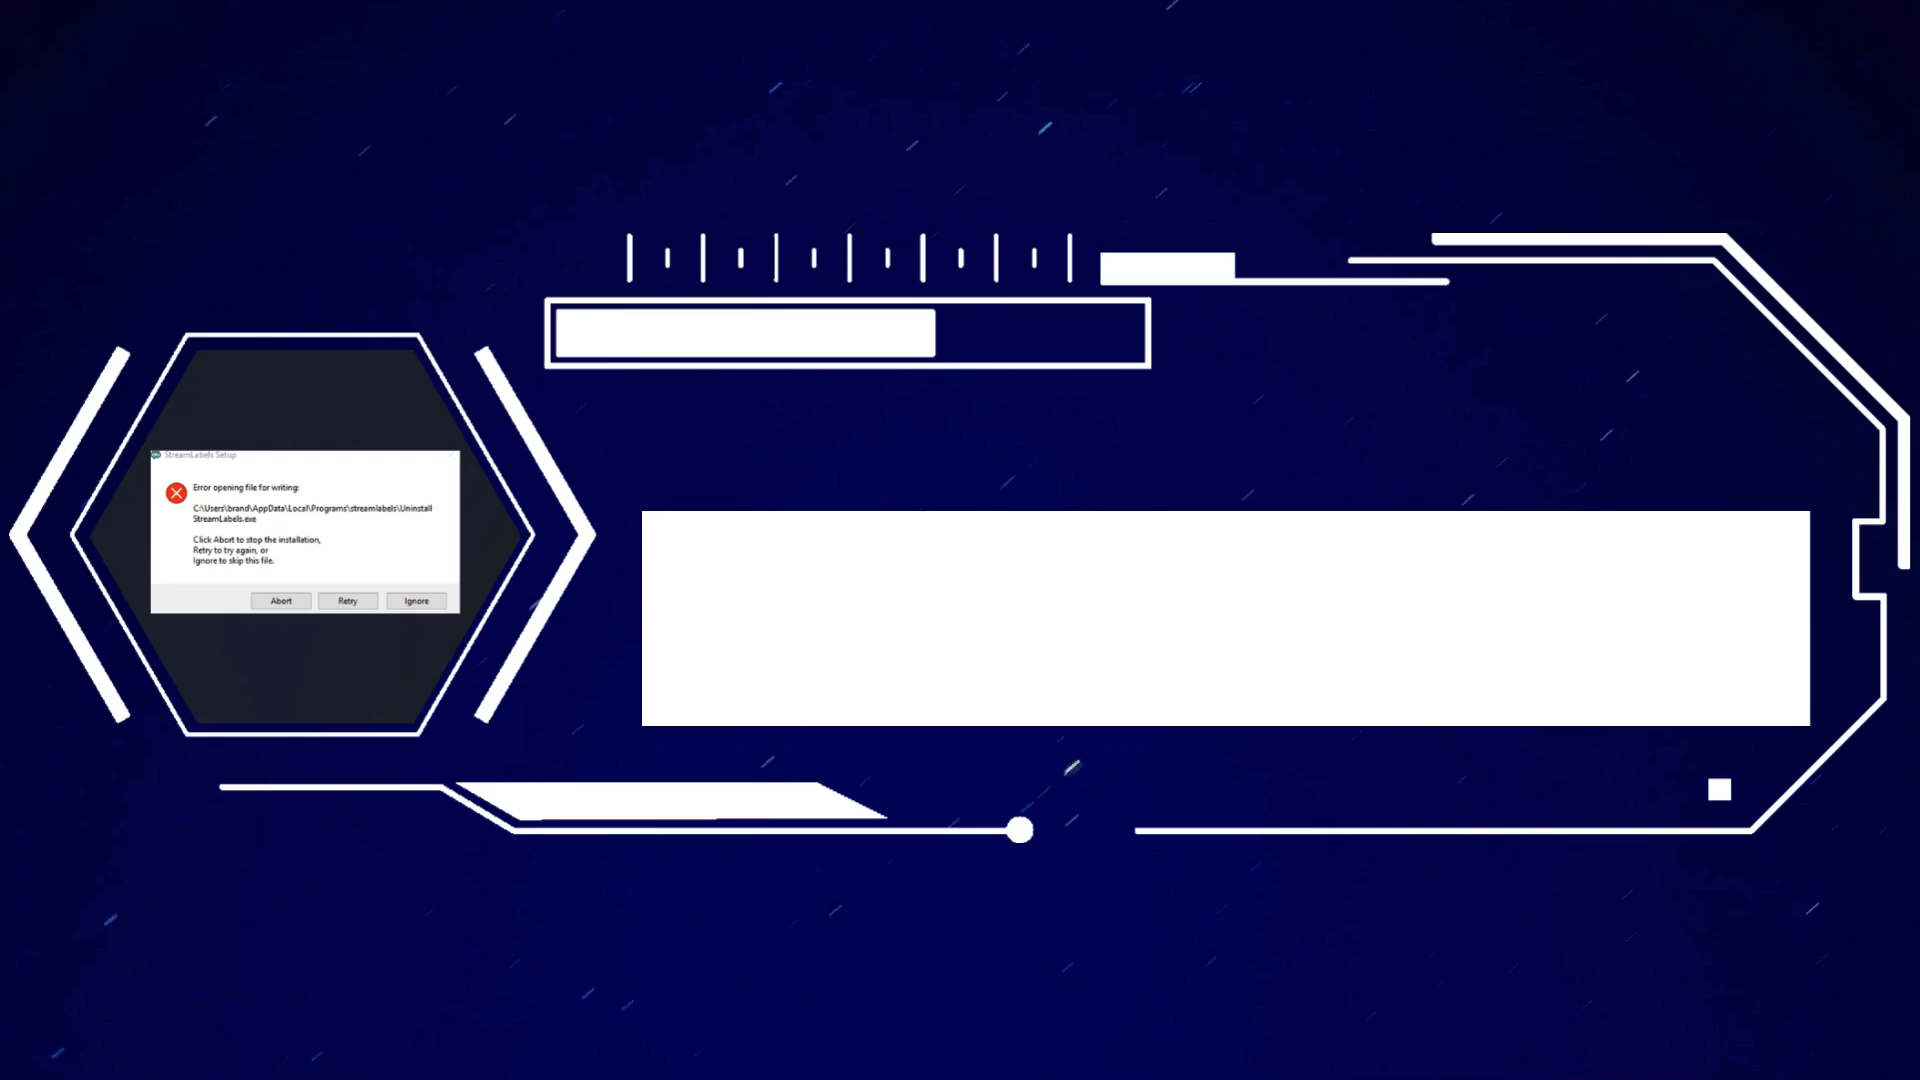 StreamLabels Setup
Error opening file for writing:
C:\Users\brand\AppData\Local\Programs\streamlabels\Uninstall
StreamLabels.exe
Click Abort to stop the installation,
Retry to try again, or
Ignore to skip this file.
Abort Retry Ignore